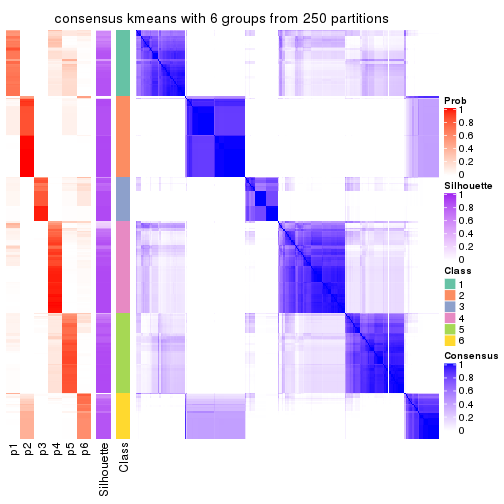 consensus kmeans with 6 groups from 250 partitions
Prob
1
0.8
0.6
0.4
0.2
0
Silhouette
1
0.8
0.6
0.4
0.2
0
Class
1
2
3
4
5
6
Consensus
1
0.8
0.6
0.4
0.2
0
p1
p2
p3
p4
p5
p6
Silhouette
Class